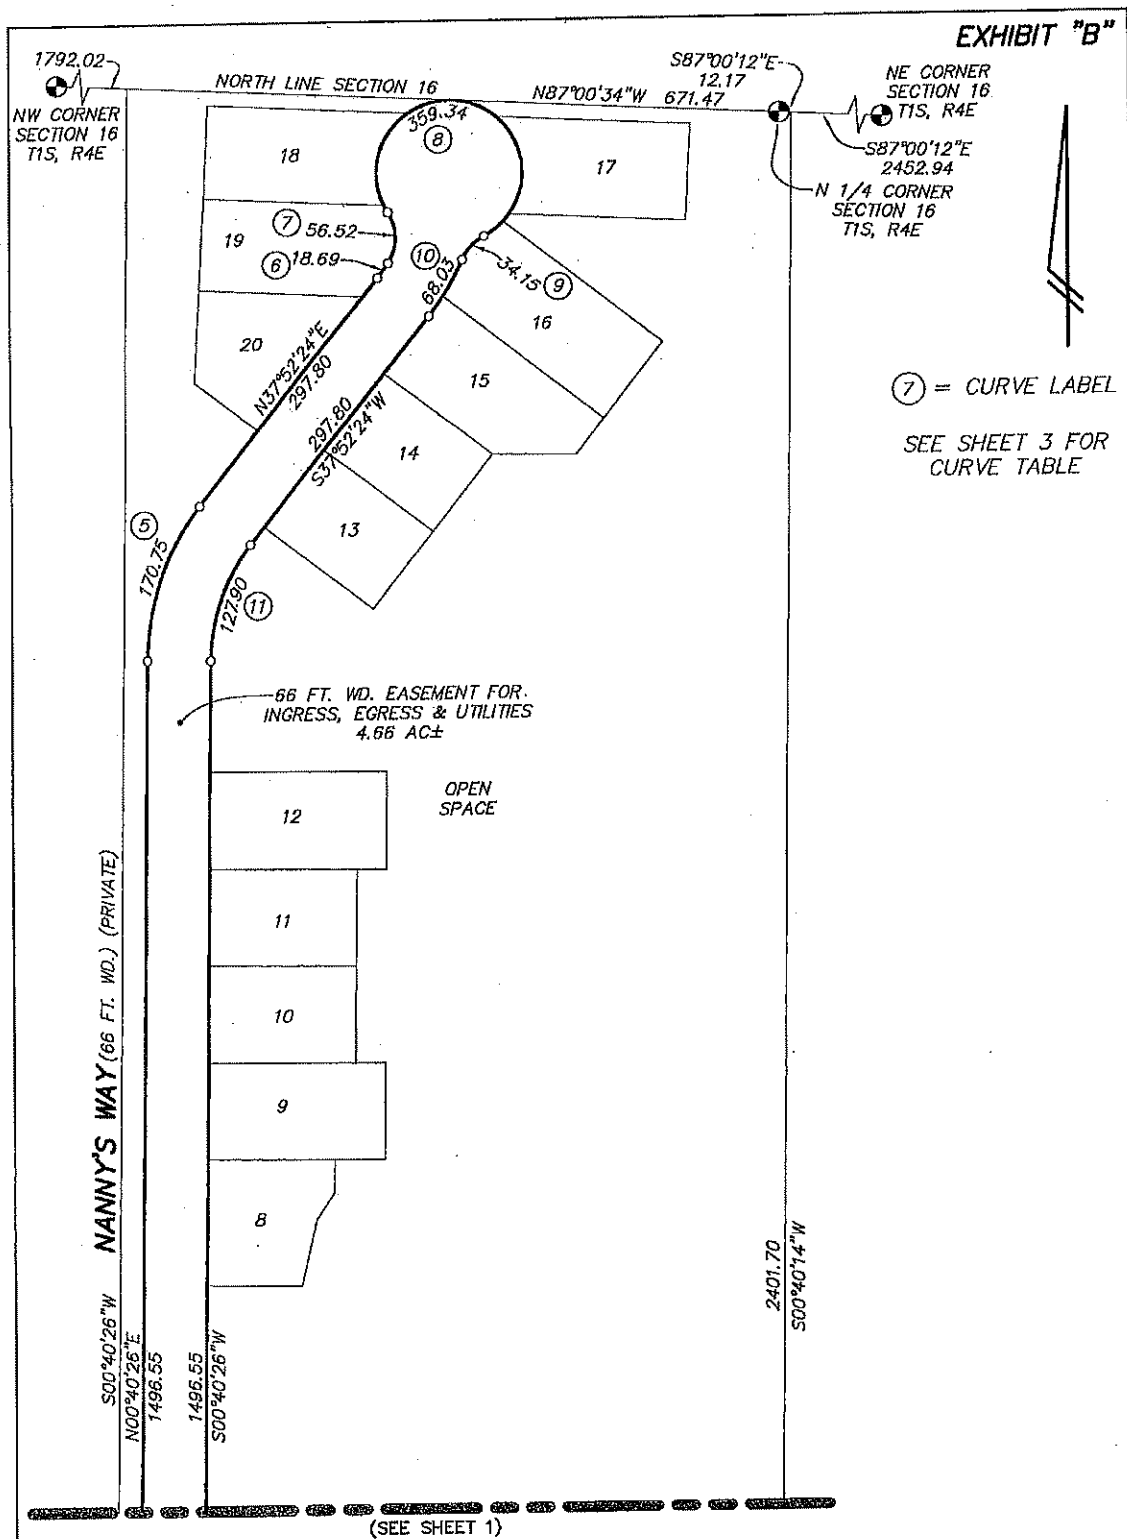 EXHIBIT "B"
1792.02
NORTH LINE SECTION 16
N87°00'34"W 671.47
S87°00'12"E
12.17
NE CORNER
SECTION 16
T1S, R4E
NW CORNER
SECTION 16
T1S, R4E
S87°00'12"E
2452.94
N 1/4 CORNER
SECTION 16
T1S, R4E
359.34
8
18
17
7
56.52
19
6
18.69
10
68.03
34.15
9
16
20
N37°52'24"E
297.80
15
297.80
S37°52'24"W
14
13
7 = CURVE LABEL
SEE SHEET 3 FOR
CURVE TABLE
5
170.75
127.90
11
66 FT. WD. EASEMENT FOR
INGRESS, EGRESS & UTILITIES
4.66 AC±
OPEN
SPACE
12
11
10
9
8
NANNY'S WAY (66 FT. WD.) (PRIVATE)
S00°40'26"W
N00°40'26"E
1496.55
1496.55
S00°40'26"W
2401.70
S00°40'14"W
(SEE SHEET 1)